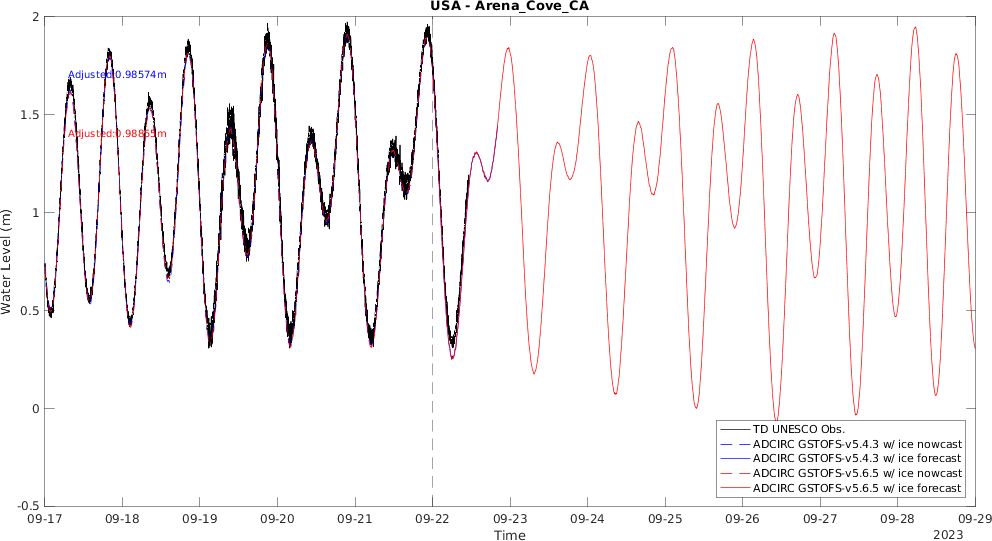 USA - Arena_Cove_CA
2
1.5
1
0.5
0
-0.5
Water Level (m)
Adjusted:0.98574m
Adjusted:0.98855m
TD UNESCO Obs.
ADCIRC GSTOFS-v5.4.3 w/ ice nowcast
ADCIRC GSTOFS-v5.4.3 w/ ice forecast
ADCIRC GSTOFS-v5.6.5 w/ ice nowcast
ADCIRC GSTOFS-v5.6.5 w/ ice forecast
09-17 09-18 09-19 09-20 09-21 09-22 09-23 09-24 09-25 09-26 09-27 09-28 09-29
Time
2023